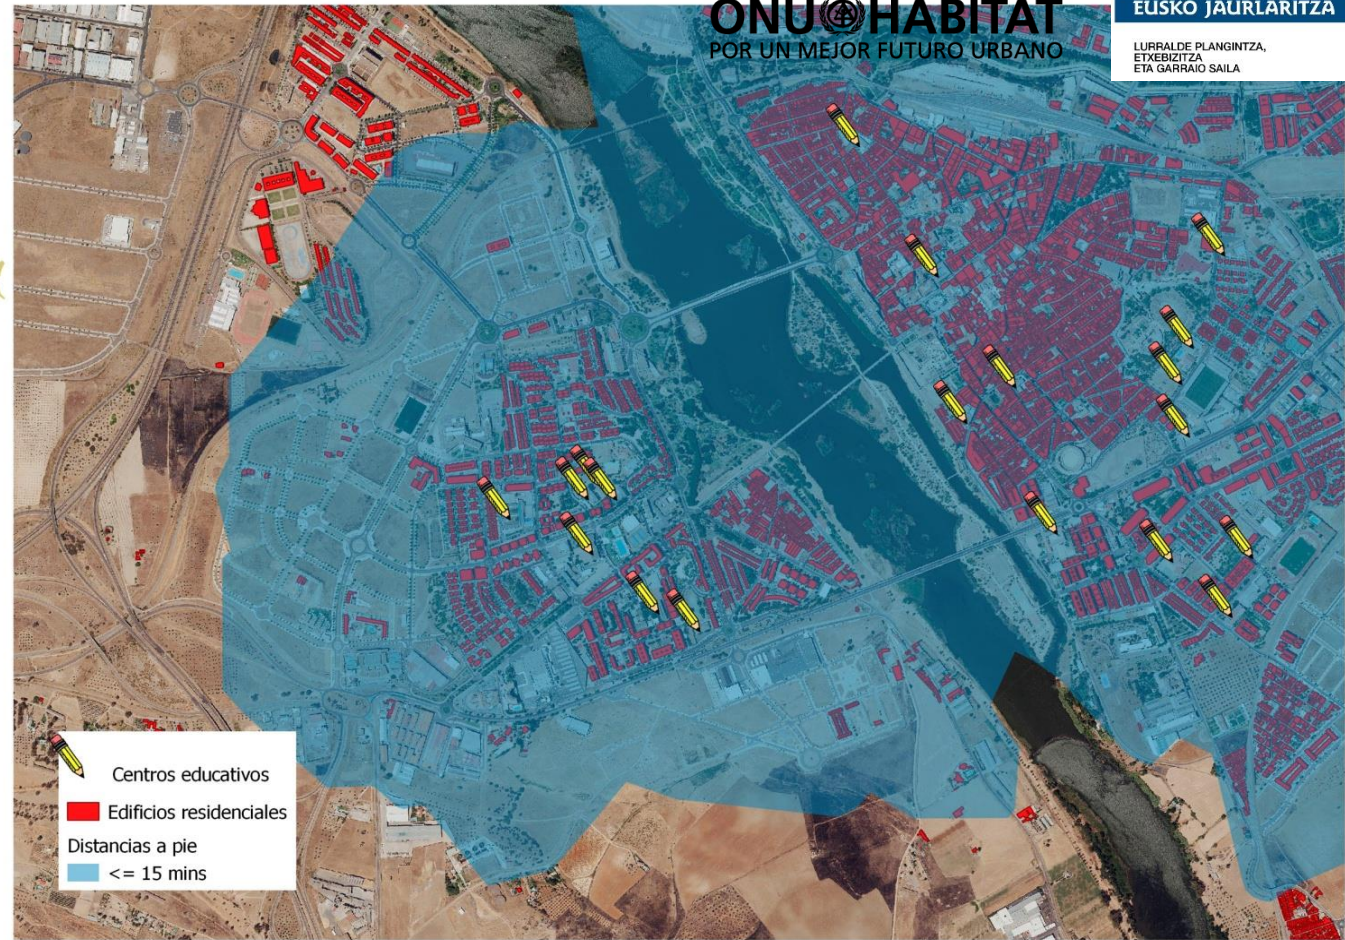 ONU HABITAT
POR UN MEJOR FUTURO URBANO
EUSKO JAURLARITZA
LURRALDE PLANGINTZA,
ETXEBIZITZA
ETA GARRAIO SAILA
Centros educativos
Edificios residenciales
Distancias a pie
<= 15 mins